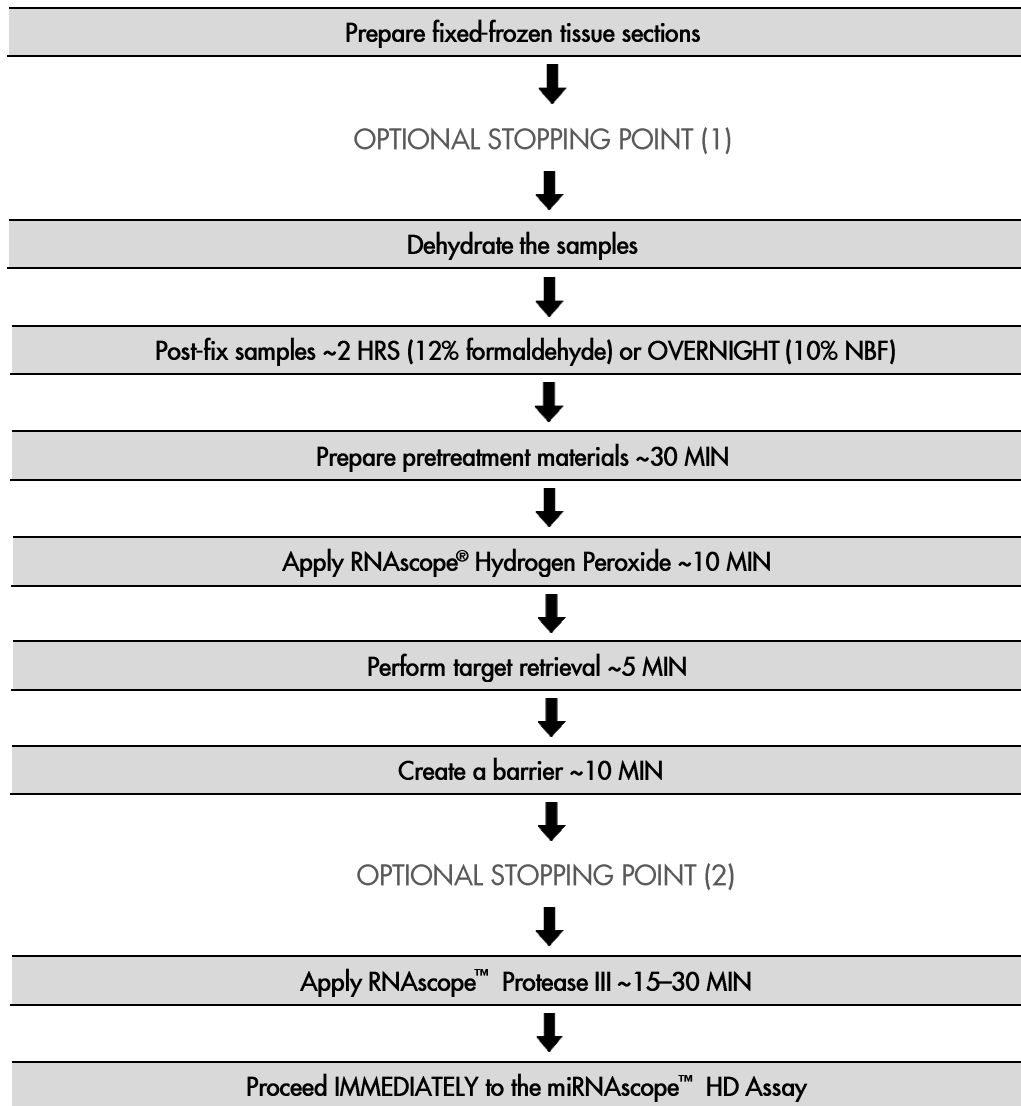 Prepare fixed-frozen tissue sections
OPTIONAL STOPPING POINT (1)
Dehydrate the samples
Post-fix samples ~2 HRS (12% formaldehyde) or OVERNIGHT (10% NBF)
Prepare pretreatment materials ~30 MIN
Apply RNAscope® Hydrogen Peroxide ~10 MIN
Perform target retrieval ~5 MIN
Create a barrier ~10 MIN
OPTIONAL STOPPING POINT (2)
Apply RNAscope™ Protease III ~15–30 MIN
Proceed IMMEDIATELY to the miRNAscope™ HD Assay